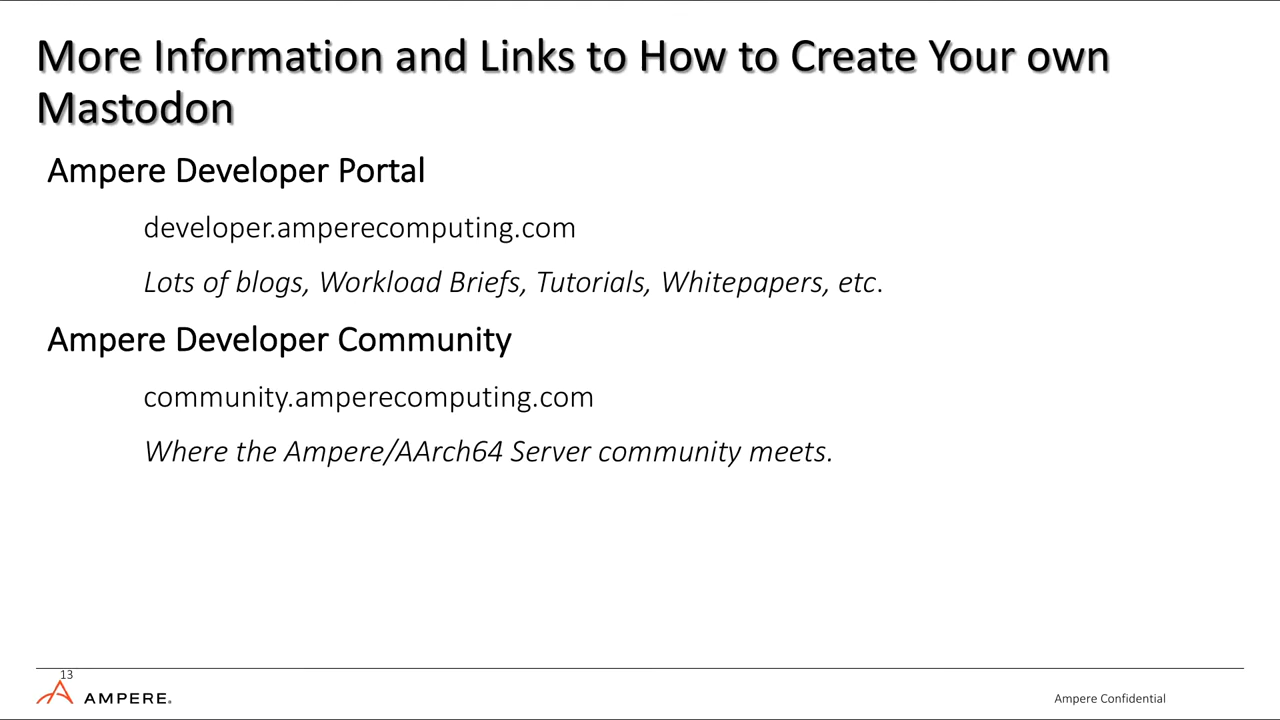 More Information and Links to How to Create Your own
Mastodon
Ampere Developer Portal
developer.amperecomputing.com
Lots of blogs, Workload Briefs, Tutorials, Whitepapers, etc.
Ampere Developer Community
community.amperecomputing.com
Where the Ampere/AArch64 Server community meets.
13
AMPERE®
Ampere Confidential